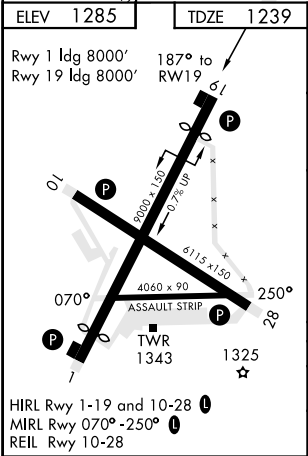 ELEV 1285
TDZE 1239
Rwy 1 ldg 8000'
Rwy 19 ldg 8000'
187° to
RW19
19
P
10
P
9000 x 150
0.7% UP
6115 x150
4060 x 90
070°
250°
ASSAULT STRIP
P
28
P
TWR
1343
1325
1
HIRL Rwy 1-19 and 10-28 L
MIRL Rwy 070°-250° L
REIL Rwy 10-28